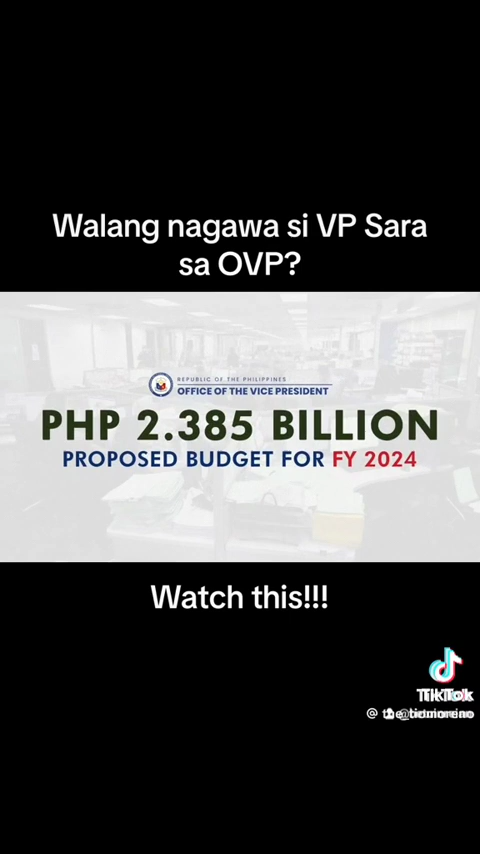 Walang nagawa si VP Sara
sa OVP?
REPUBLIC OF THE PHILIPPINES
OFFICE OF THE VICE PRESIDENT
PHP 2.385 BILLION
PROPOSED BUDGET FOR FY 2024
Watch this!!!
TikTok